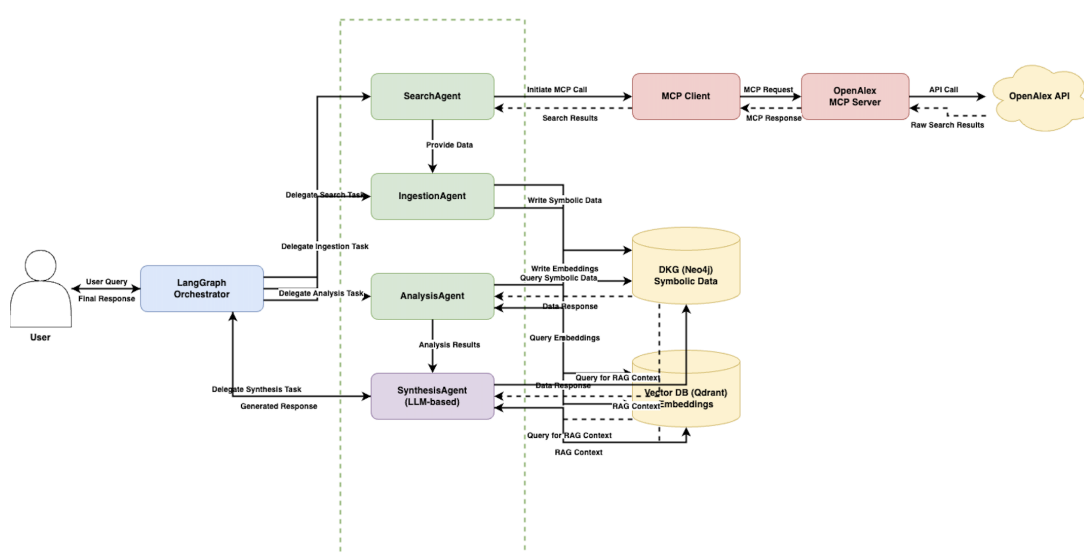 SearchAgent
Initiate MCP Call
Search Results
MCP Client
MCP Request
MCP Response
OpenAlex
MCP Server
API Call
Raw Search Results
OpenAlex API
Provide Data
Delegate Search Task
IngestionAgent
Write Symbolic Data
Delegate Ingestion Task
Write Embeddings
Query Symbolic Data
DKG (Neo4j)
Symbolic Data
User Query
Final Response
User
LangGraph
Orchestrator
Delegate Analysis Task
AnalysisAgent
Data Response
Query Embeddings
Analysis Results
Delegate Synthesis Task
Generated Response
SynthesisAgent
(LLM-based)
Query for RAG Context
Data Response
RAG Context
Vector DB (Qdrant)
Embeddings
Query for RAG Context
RAG Context